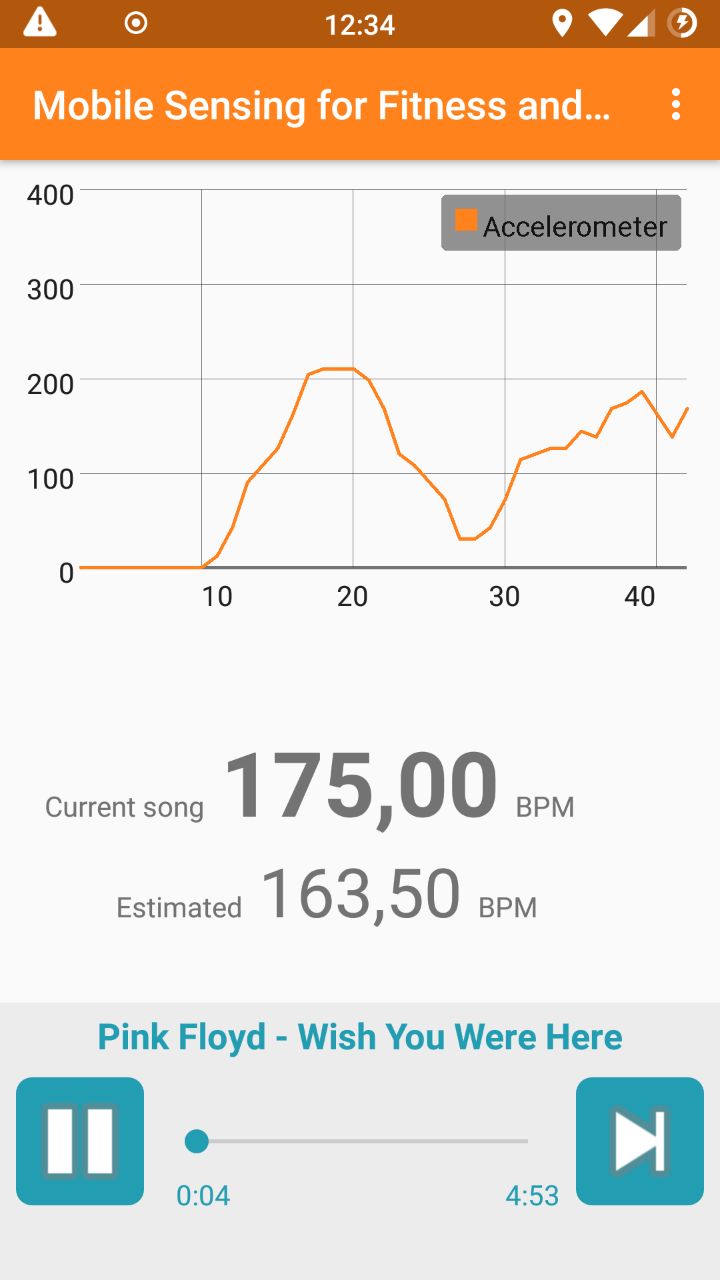 12:34
Mobile Sensing for Fitness and...
400
Accelerometer
300
200
100
0
10 20 30 40
Current song 175,00 BPM
Estimated 163,50 BPM
Pink Floyd - Wish You Were Here
0:04 4:53